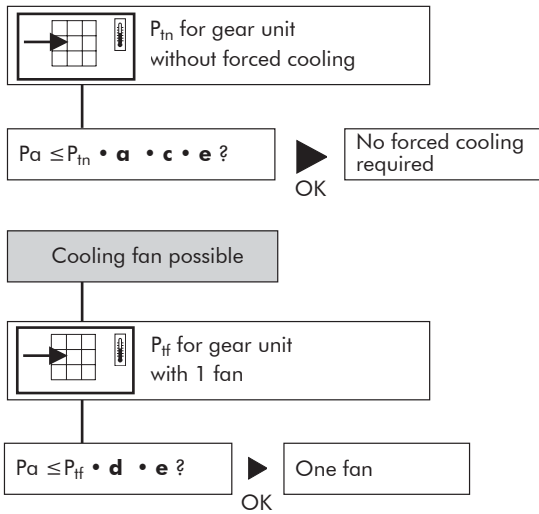 Ptn for gear unit
without forced cooling
Pa ≤ Ptn • a • c • e ?
OK
No forced cooling
required
Cooling fan possible
Ptf for gear unit
with 1 fan
Pa ≤ Ptf • d • e ?
OK
One fan